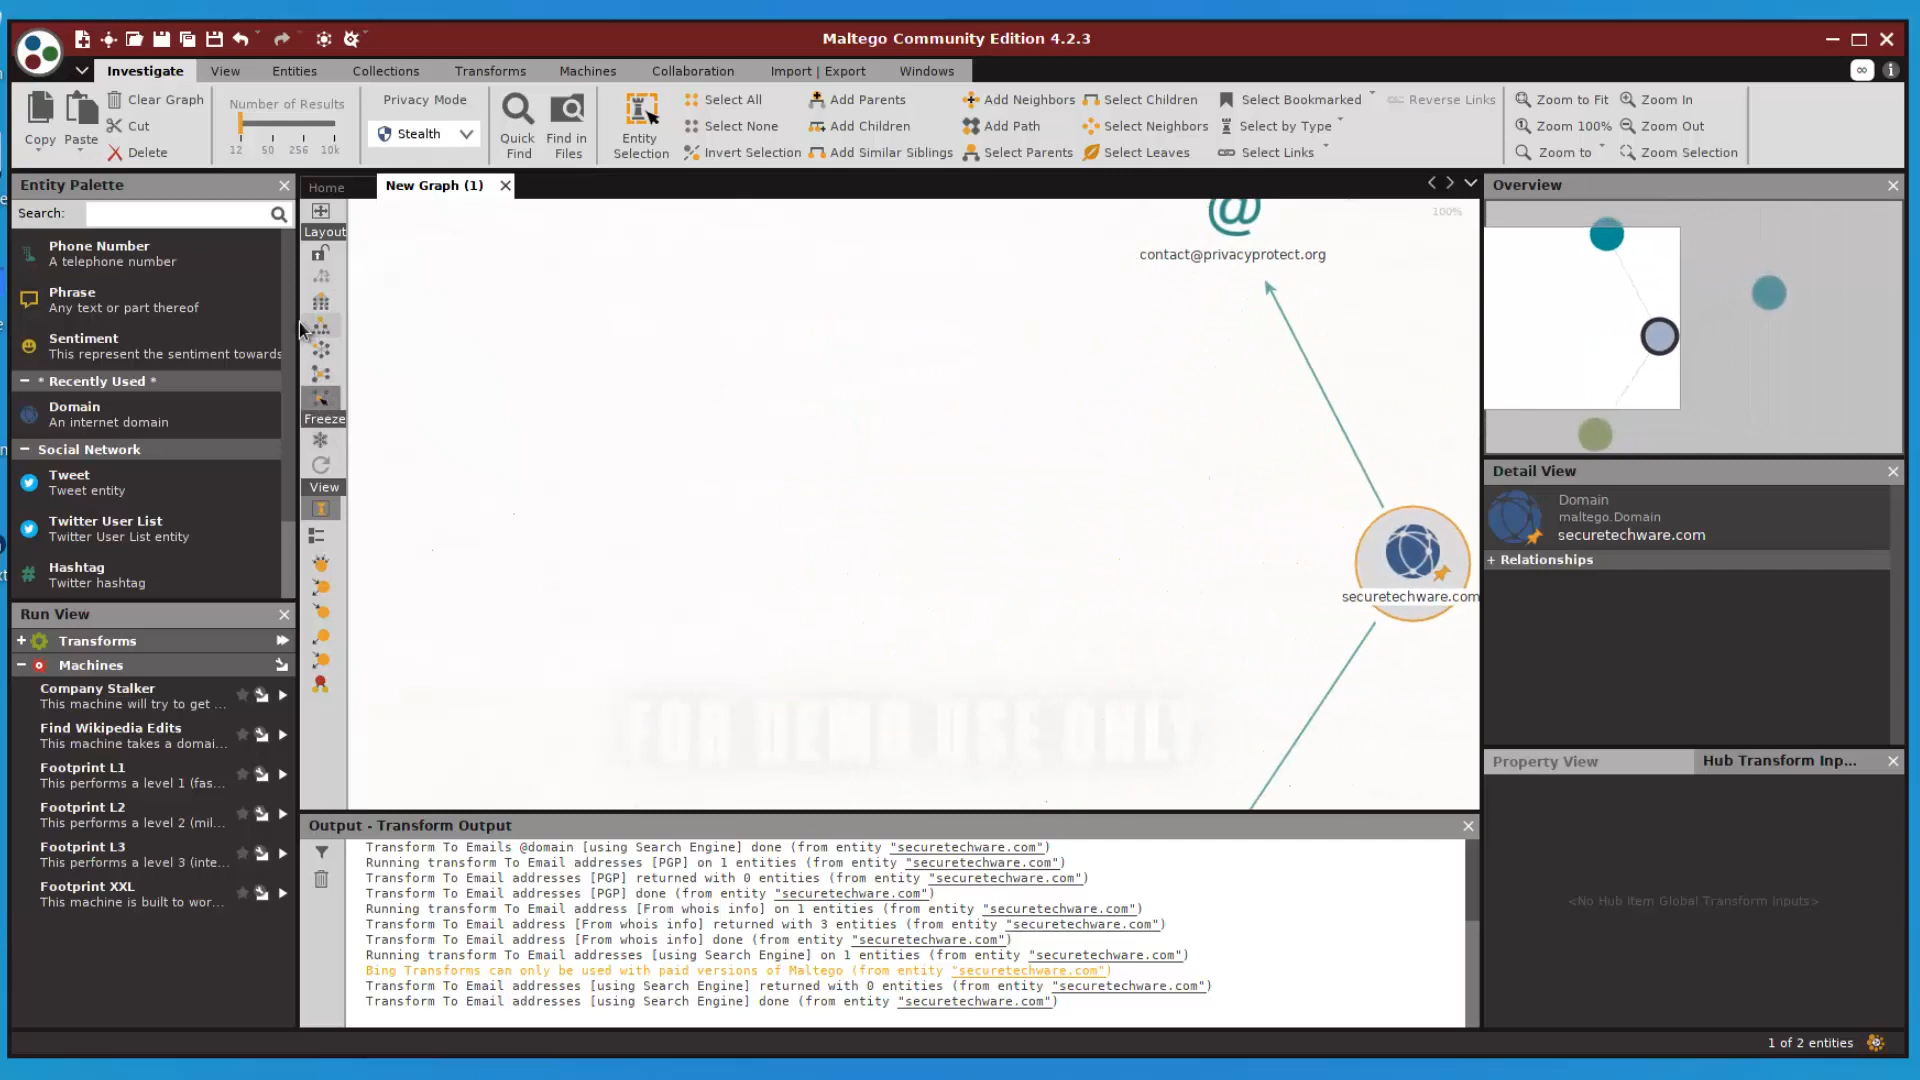 Maltego Community Edition 4.2.3
Investigate View Entities Collections Transforms Machines Collaboration Import | Export Windows
Copy Paste Clear Graph Cut Delete
Number of Results
12 50 256 10k
Privacy Mode
Stealth
Quick Find
Find in Files
Entity Selection
Select All Add Parents Add Neighbors Select Children Select Bookmarked Reverse Links
Select None Add Children Add Path Select Neighbors Select by Type
Invert Selection Add Similar Siblings Select Parents Select Leaves Select Links
Zoom to Fit Zoom In
Zoom 100% Zoom Out
Zoom to Zoom Selection
Entity Palette
Search:
Phone Number
A telephone number
Phrase
Any text or part thereof
Sentiment
This represent the sentiment towards
* Recently Used *
Domain
An internet domain
Social Network
Tweet
Tweet entity
Twitter User List
Twitter User List entity
Hashtag
Twitter hashtag
Run View
Transforms
Machines
Company Stalker
This machine will try to get ...
Find Wikipedia Edits
This machine takes a domai...
Footprint L1
This performs a level 1 (fas...
Footprint L2
This performs a level 2 (mil...
Footprint L3
This performs a level 3 (inte...
Footprint XXL
This machine is built to wor...
Home New Graph (1)
Layout
Freeze
View
100%
@
contact@privacyprotect.org
securetechware.com
FOR DEMO USE ONLY
Output - Transform Output
Transform To Emails @domain [using Search Engine] done (from entity "securetechware.com")
Running transform To Email addresses [PGP] on 1 entities (from entity "securetechware.com")
Transform To Email addresses [PGP] returned with 0 entities (from entity "securetechware.com")
Transform To Email addresses [PGP] done (from entity "securetechware.com")
Running transform To Email address [From whois info] on 1 entities (from entity "securetechware.com")
Transform To Email address [From whois info] returned with 3 entities (from entity "securetechware.com")
Transform To Email address [From whois info] done (from entity "securetechware.com")
Running transform To Email addresses [using Search Engine] on 1 entities (from entity "securetechware.com")
Bing Transforms can only be used with paid versions of Maltego (from entity "securetechware.com")
Transform To Email addresses [using Search Engine] returned with 0 entities (from entity "securetechware.com")
Transform To Email addresses [using Search Engine] done (from entity "securetechware.com")
Overview
Detail View
Domain
maltego.Domain
securetechware.com
+ Relationships
Property View Hub Transform Inp...
<No Hub Item Global Transform Inputs>
1 of 2 entities